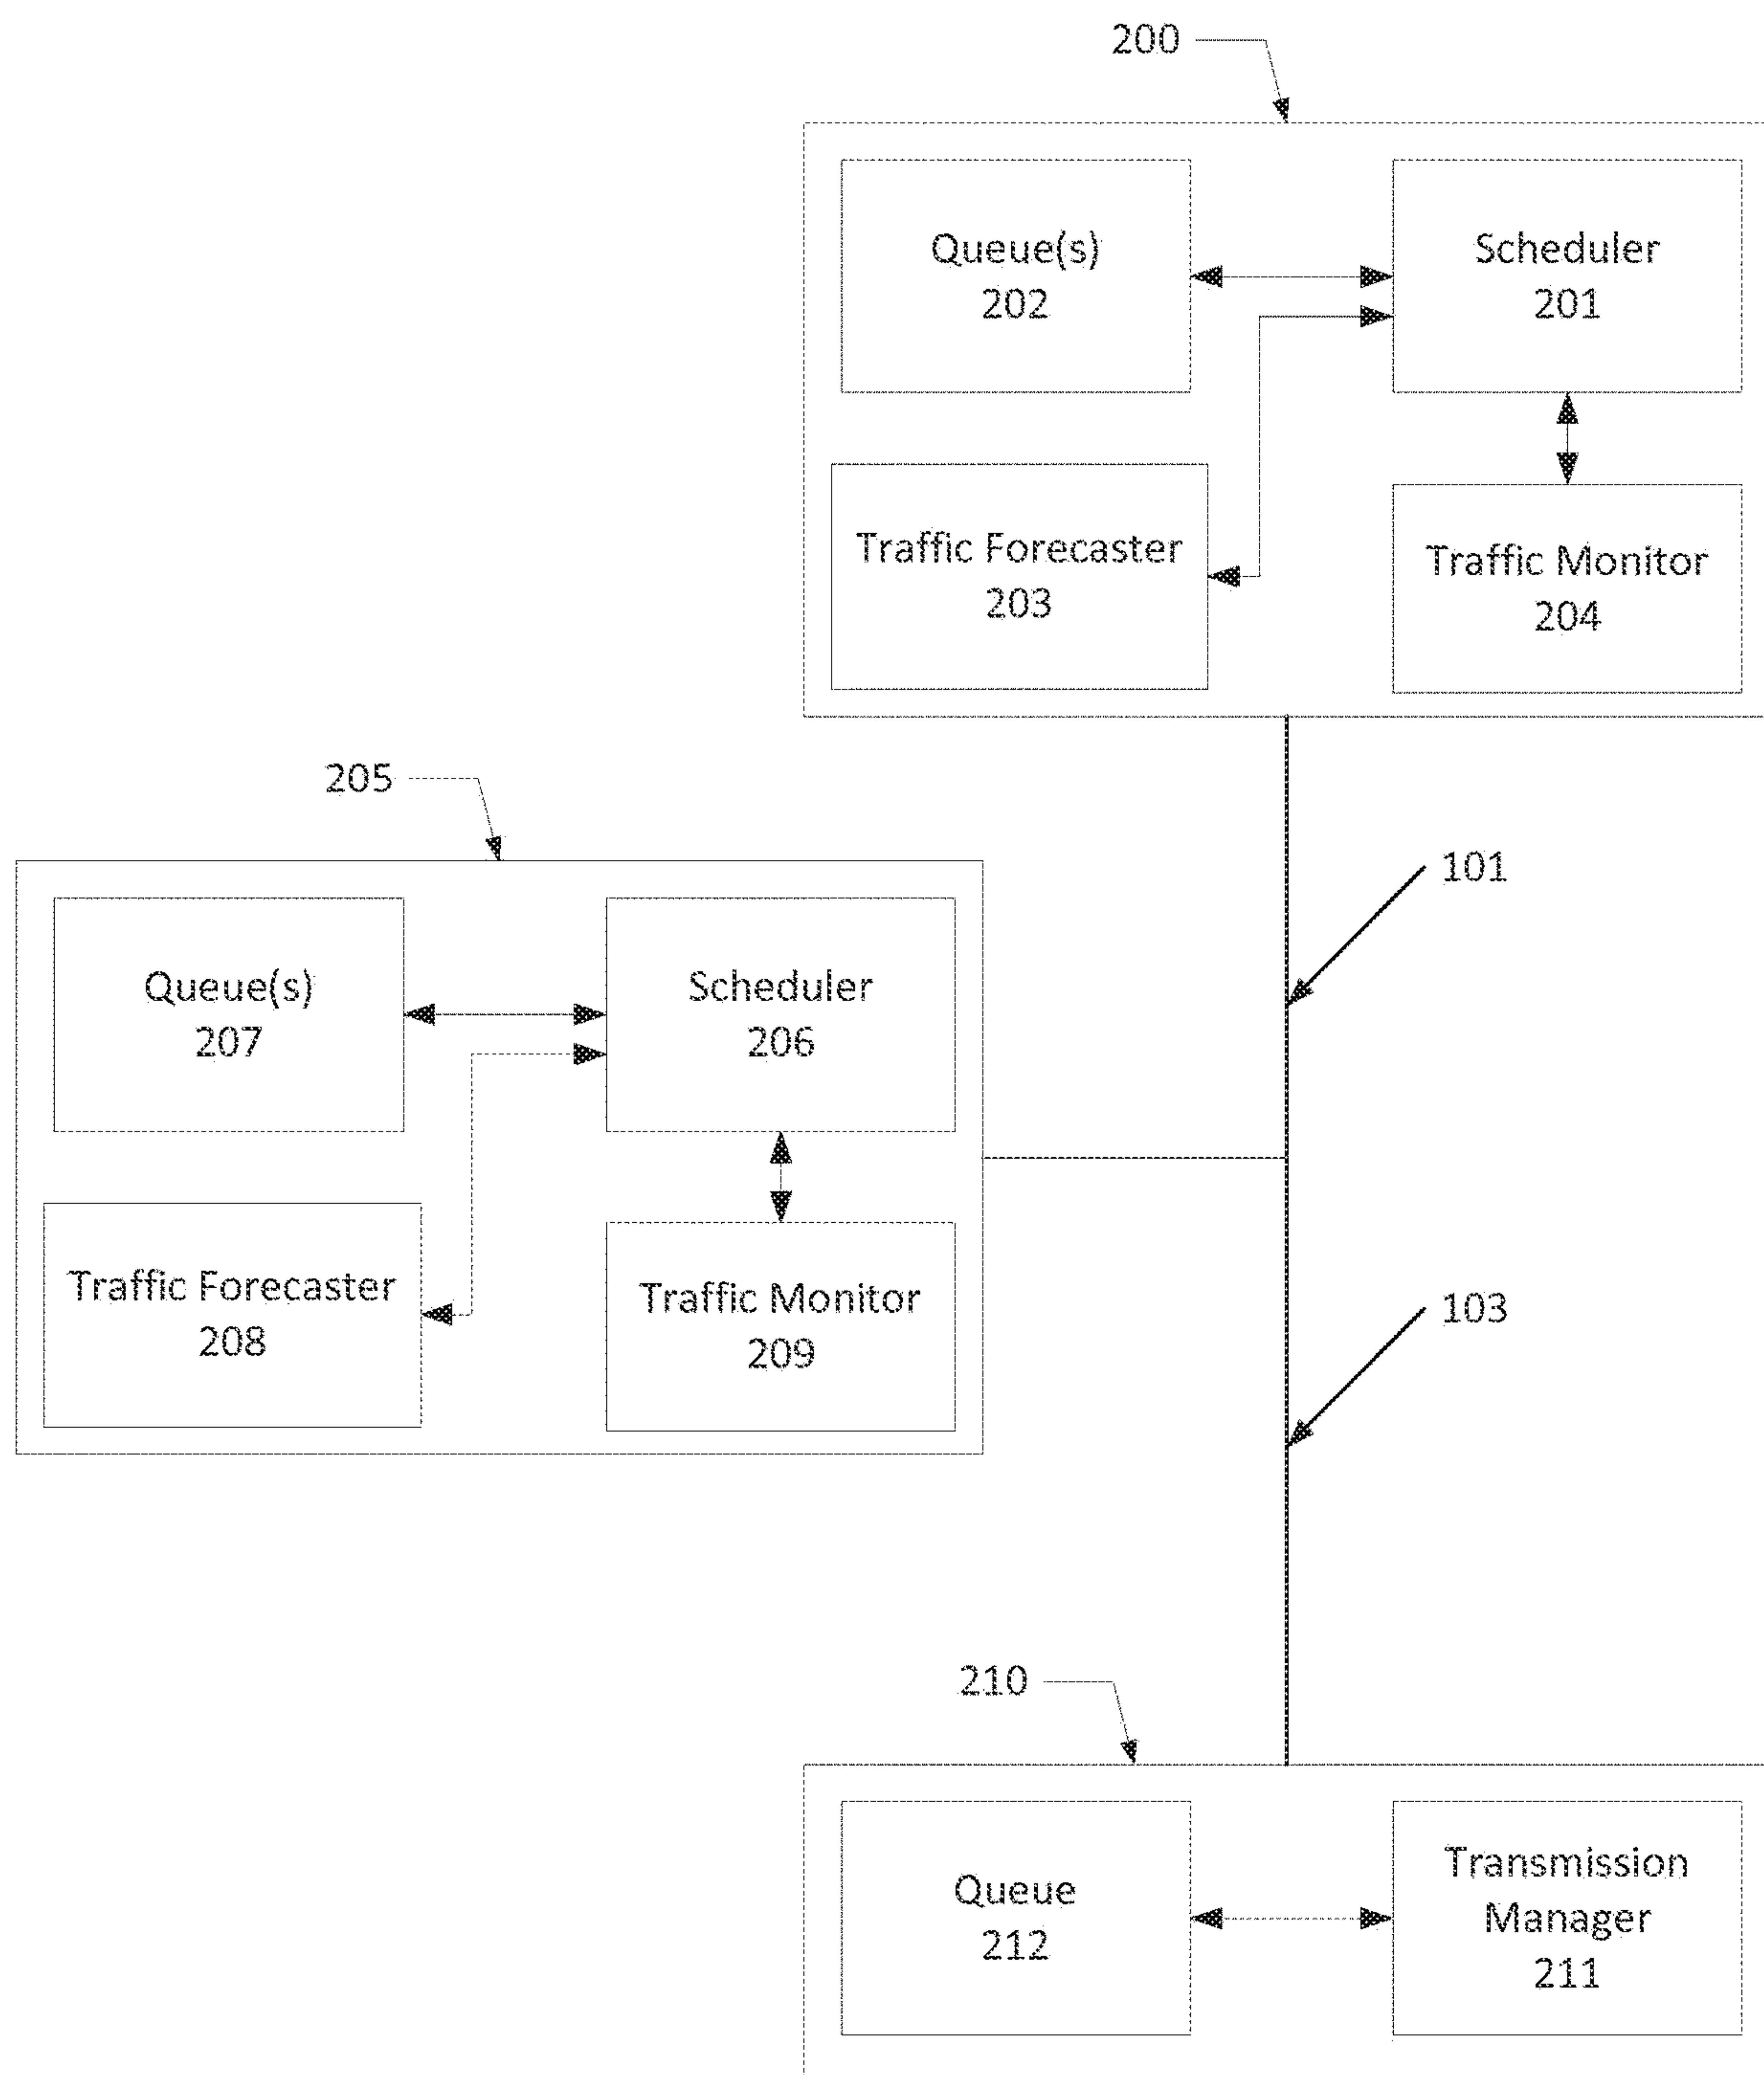 200
Queue(s)
202
Scheduler
201
Traffic Forecaster
203
Traffic Monitor
204
205
101
Queue(s)
207
Scheduler
206
Traffic Forecaster
208
Traffic Monitor
209
103
210
Queue
212
Transmission
Manager
211